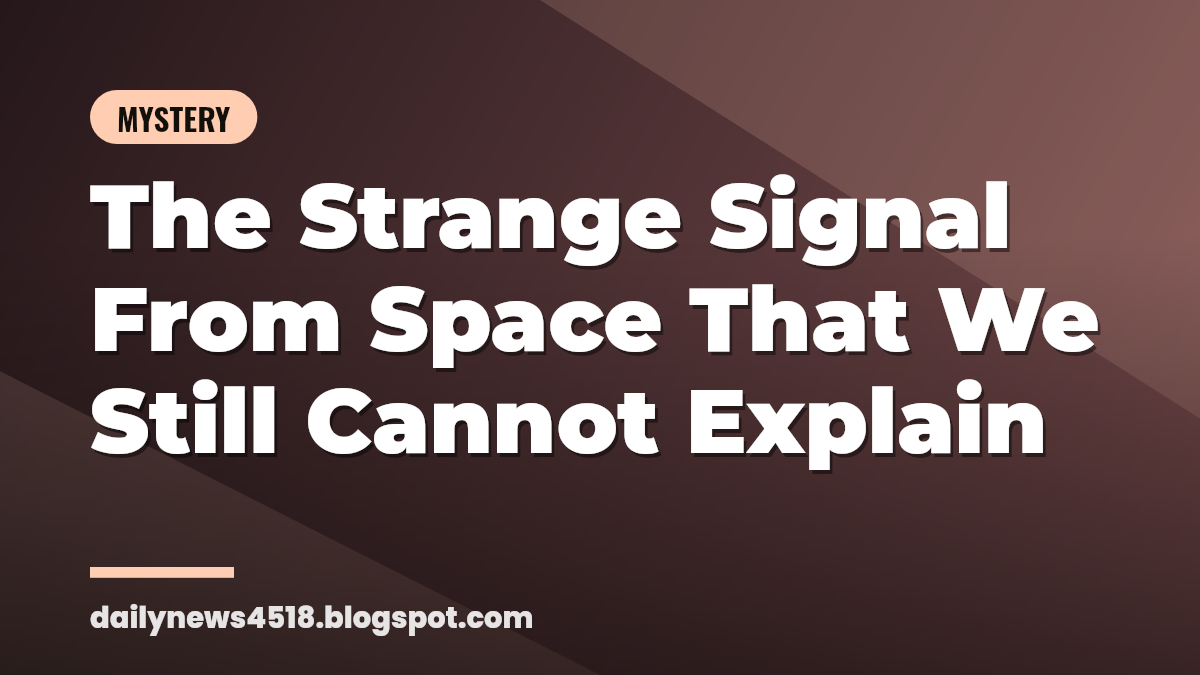 MYSTERY
The Strange Signal
From Space That We
Still Cannot Explain
dailynews4518.blogspot.com